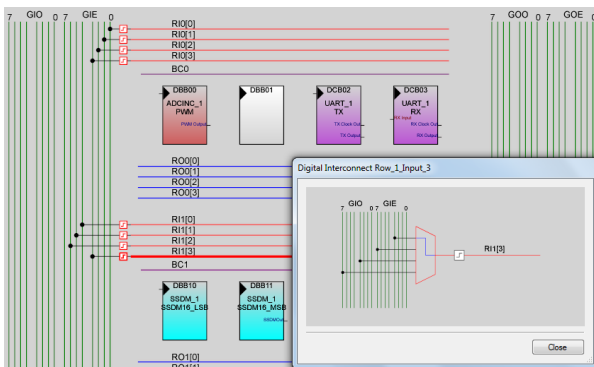 7 GIO 0 7 GIE 0
7 GOO 0 7 GOE 0
RI0[0]
RI0[1]
RI0[2]
RI0[3]
BC0
DBB00
ADCINC_1
PWM
PWM Output
DBB01
DCB02
UART_1
TX
TX Clock Out
TX Output
DCB03
UART_1
RX
RX Input
RX Clock Out
RX Output
RO0[0]
RO0[1]
RO0[2]
RO0[3]
RI1[0]
RI1[1]
RI1[2]
RI1[3]
BC1
DBB10
SSDM_1
SSDM16_LSB
DBB11
SSDM_1
SSDM16_MSB
SSDMOut
RO1[0]
RO1[1]
Digital Interconnect Row_1_Input_3
7 GIO 0 7 GIE 0
RI1[3]
Close